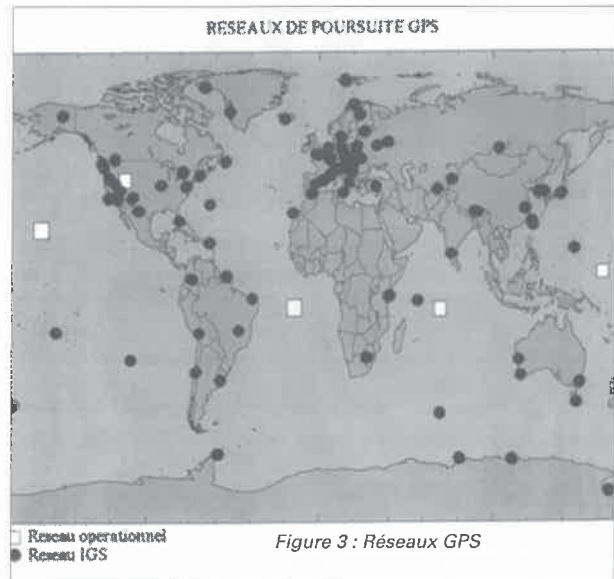 RESEAUX DE POURSUITE GPS
Reseau operationnel
Reseau IGS
Figure 3 : Réseaux GPS